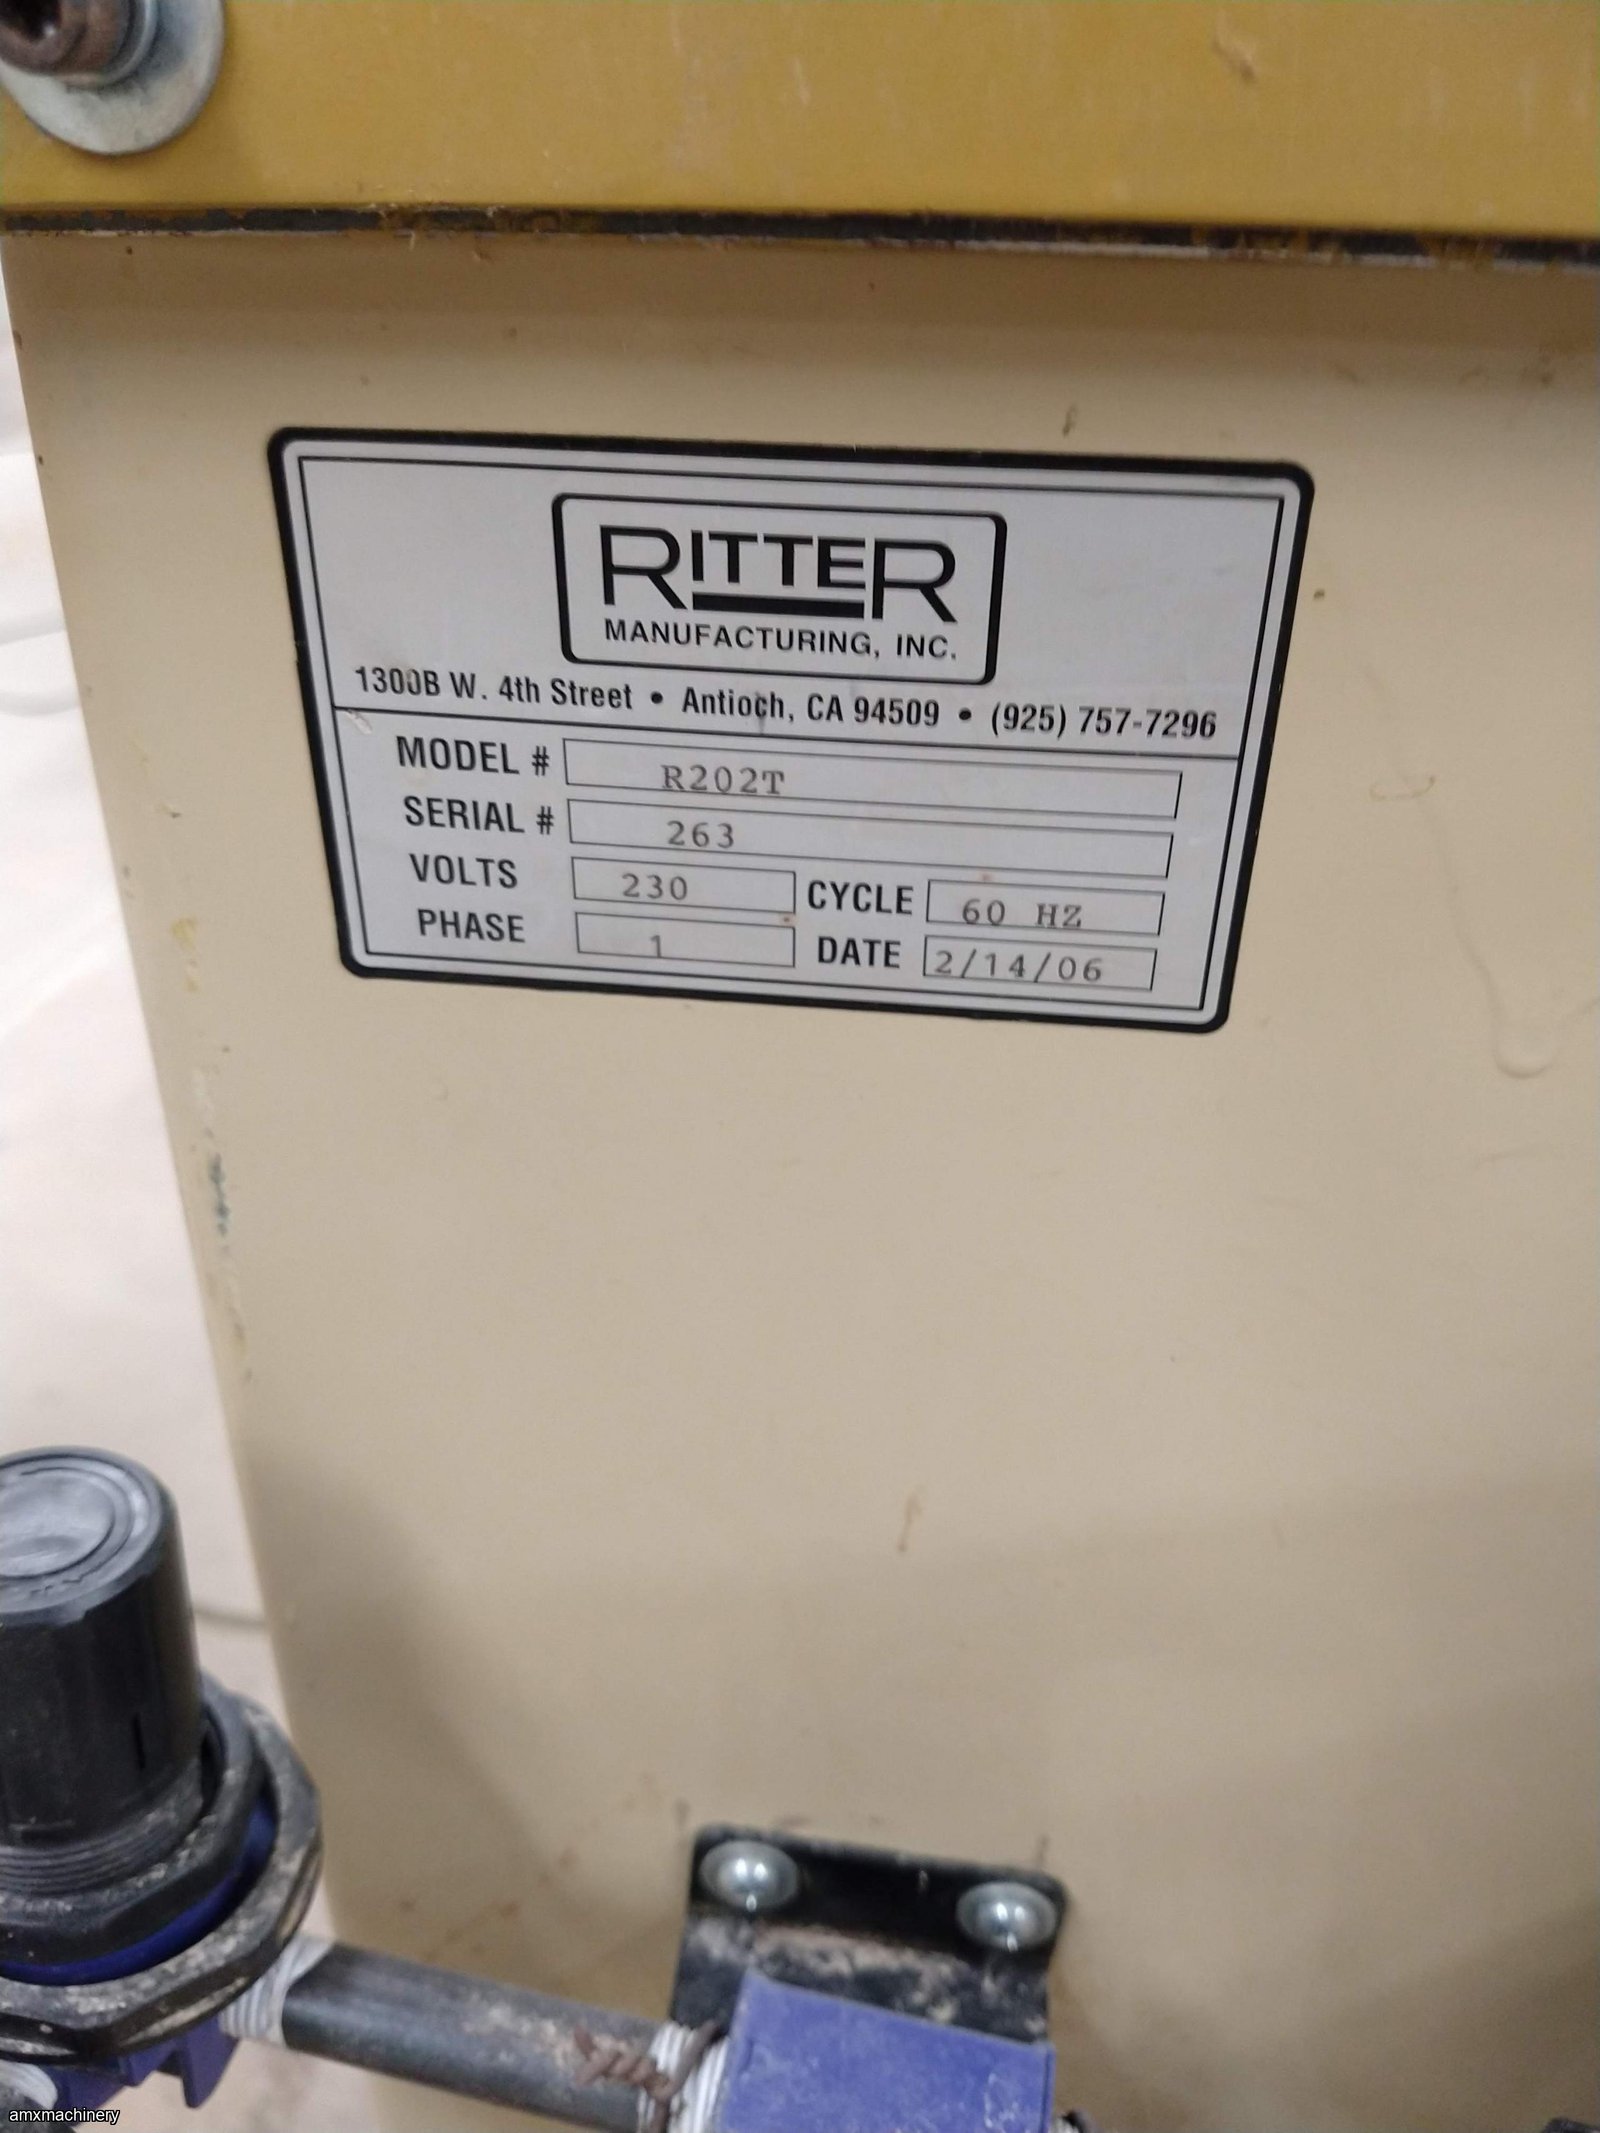 RITTER
MANUFACTURING, INC.
1300B W. 4th Street • Antioch, CA 94509 • (925) 757-7296
MODEL # R202T
SERIAL # 263
VOLTS 230 CYCLE 60 HZ
PHASE 1 DATE 2/14/06
amxmachinery